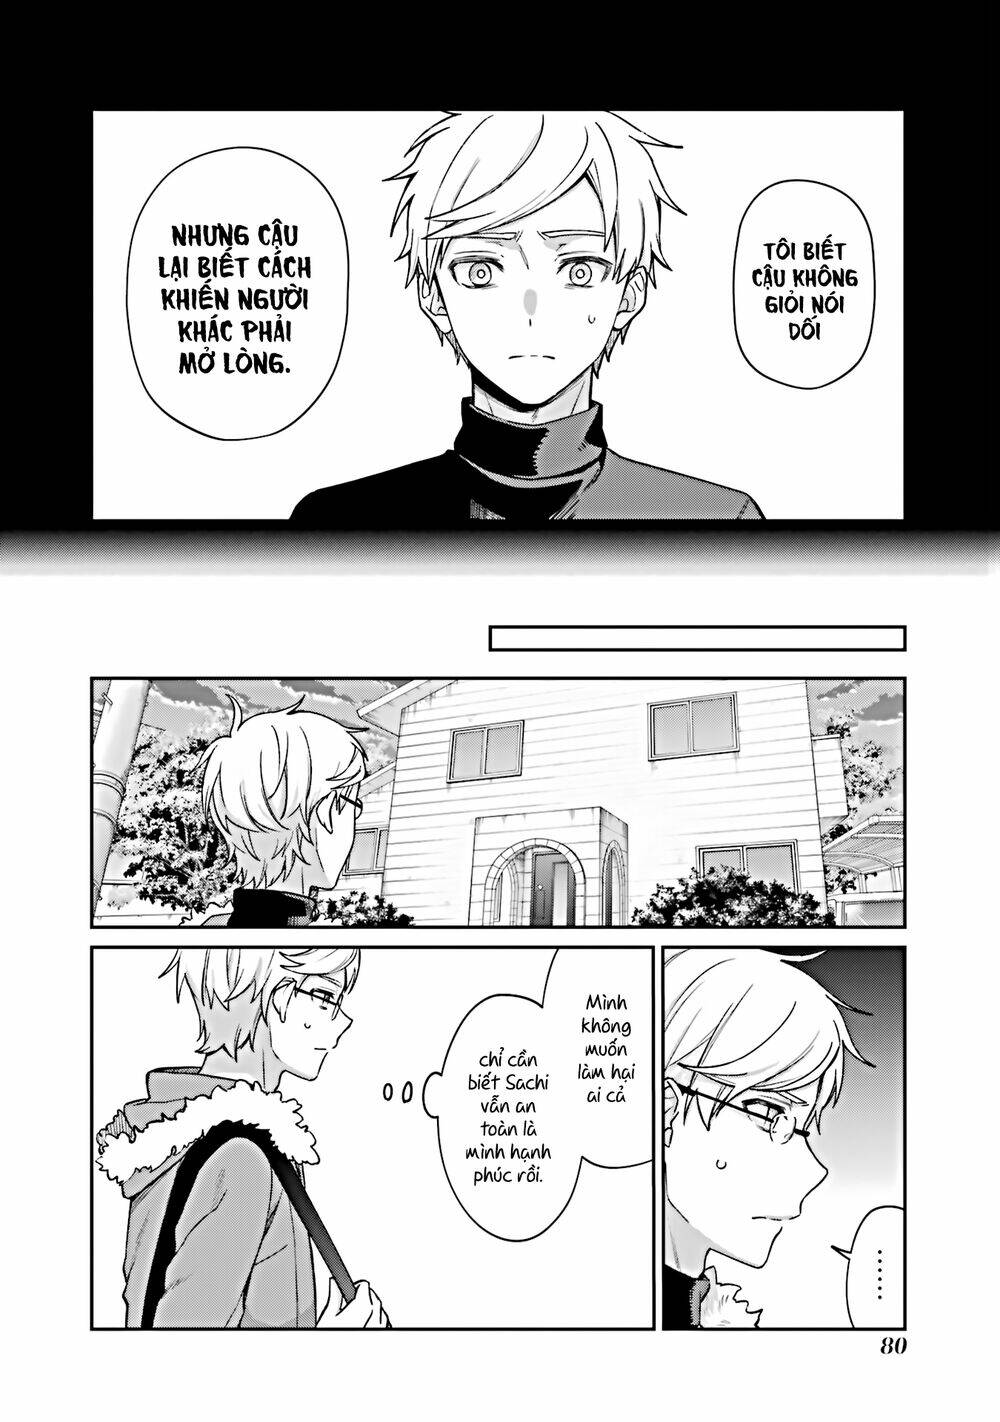 TÔI BIẾT
CẬU KHÔNG
GIỎI NÓI
DỐI
NHƯNG CẬU
LẠI BIẾT CÁCH
KHIẾN NGƯỜI
KHÁC PHẢI
MỞ LÒNG.
........
Mình
không
muốn
làm hại
ai cả
chỉ cần
biết Sachi
vẫn an
toàn là
mình hạnh
phúc rồi.
80